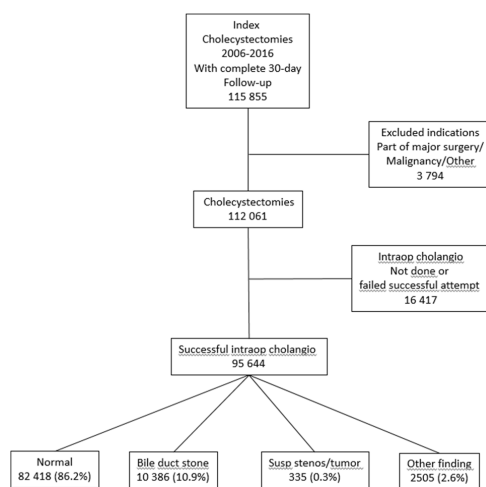 Index
Cholecystectomies
2006-2016
With complete 30-day
Follow-up
115 855
Excluded indications
Part of major surgery/
Malignancy/Other
3 794
Cholecystectomies
112 061
Intraop cholangio
Not done or
failed successful attempt
16 417
Successful intraop cholangio
95 644
Normal
82 418 (86.2%)
Bile duct stone
10 386 (10.9%)
Susp stenos/tumor
335 (0.3%)
Other finding
2505 (2.6%)